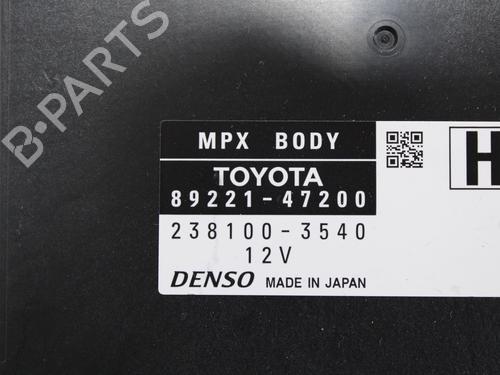 B-PARTS
MPX BODY
H
TOYOTA
89221-47200
238100-3540
12V
DENSO MADE IN JAPAN